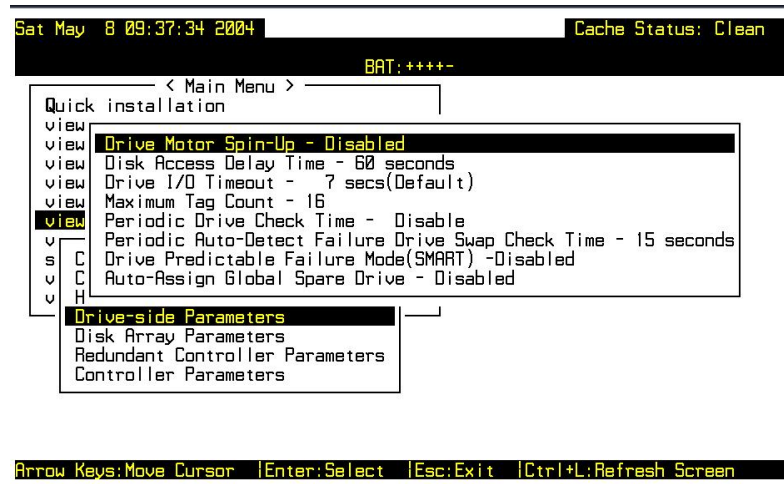 Sat May 8 09:37:34 2004 Cache Status: Clean
BAT:++++-
< Main Menu >
Quick installation
view
view Drive Motor Spin-Up - Disabled
view Disk Access Delay Time - 60 seconds
view Drive I/O Timeout - 7 secs(Default)
view Maximum Tag Count - 16
view Periodic Drive Check Time - Disable
v Periodic Auto-Detect Failure Drive Swap Check Time - 15 seconds
s C Drive Predictable Failure Mode(SMART) -Disabled
v C Auto-Assign Global Spare Drive - Disabled
v H
Drive-side Parameters
Disk Array Parameters
Redundant Controller Parameters
Controller Parameters
Arrow Keys:Move Cursor |Enter:Select |Esc:Exit |Ctrl+L:Refresh Screen